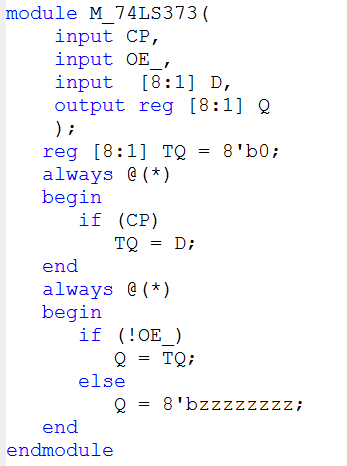 module M_74LS373(
    input CP,
    input OE_,
    input  [8:1] D,
    output reg [8:1] Q
    );
   reg [8:1] TQ = 8'b0;
   always @(*)
   begin
      if (CP)
         TQ = D;
   end
   always @(*)
   begin
      if (!OE_)
         Q = TQ;
      else
         Q = 8'bzzzzzzzz;
   end
endmodule